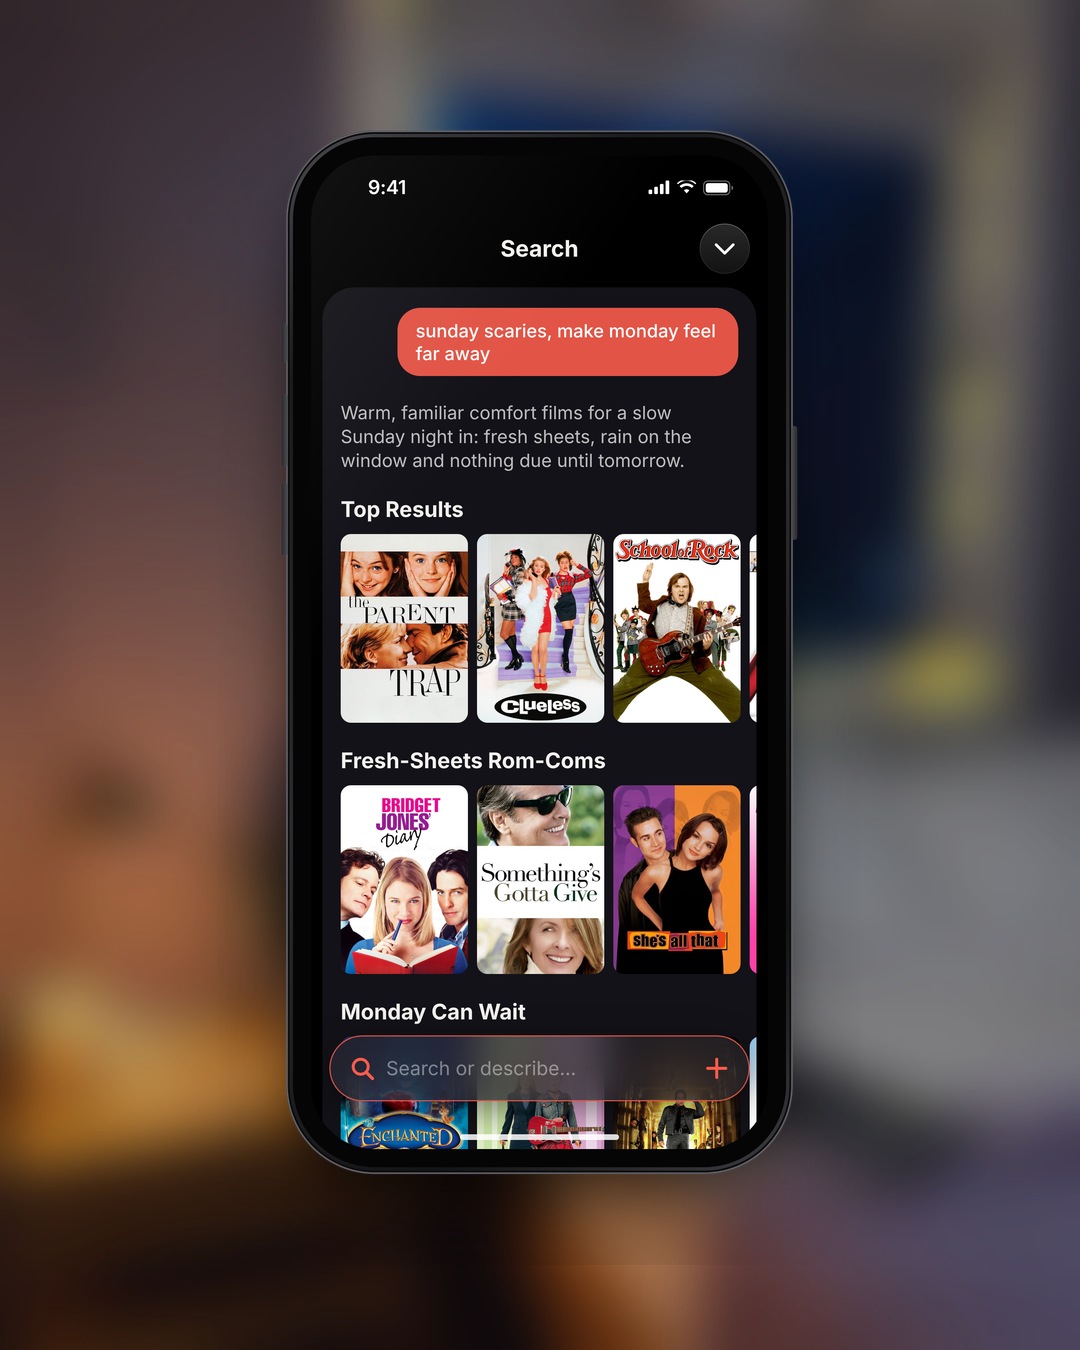 9:41
Search
sunday scaries, make monday feel
far away
Warm, familiar comfort films for a slow
Sunday night in: fresh sheets, rain on the
window and nothing due until tomorrow.
Top Results
the
PARENT
TRAP
CLUELESS
School of Rock
Fresh-Sheets Rom-Coms
BRIDGET
JONES'
Diary
Something's
Gotta Give
she's all that
Monday Can Wait
Search or describe...
ENCHANTED